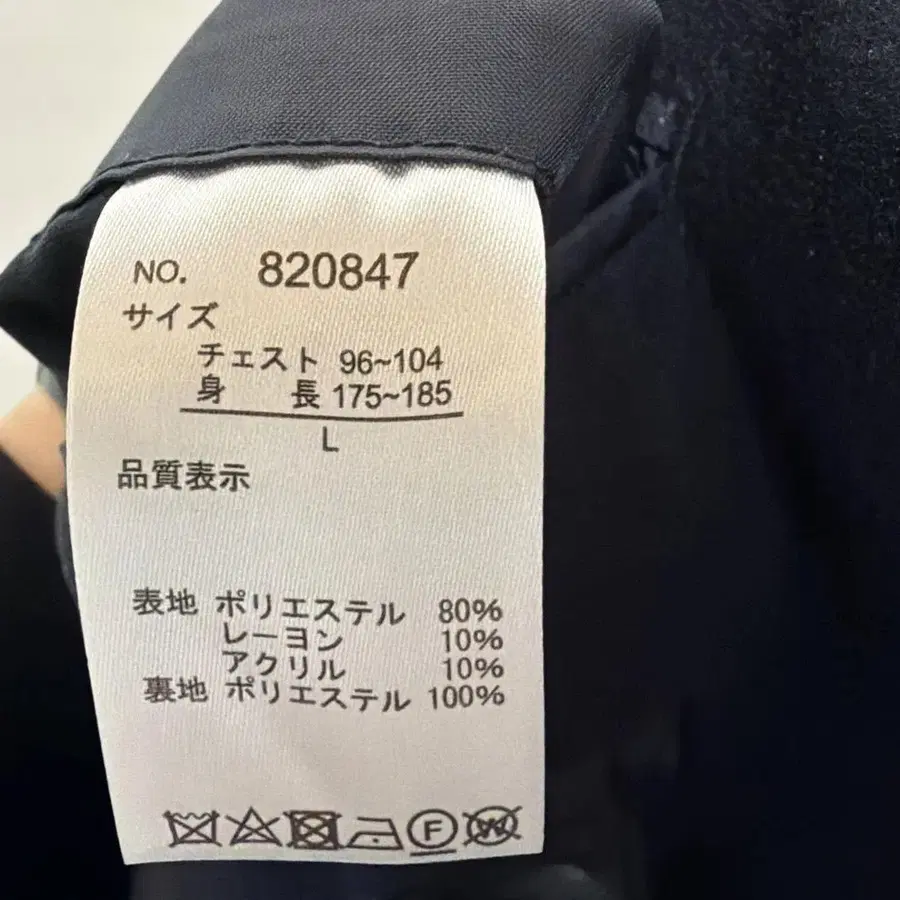 NO. 820847
サイズ
チェスト 96~104
身 長 175~185
L
品質表示
表地 ポリエステル 80%
レーヨン 10%
アクリル 10%
裏地 ポリエステル 100%
F W